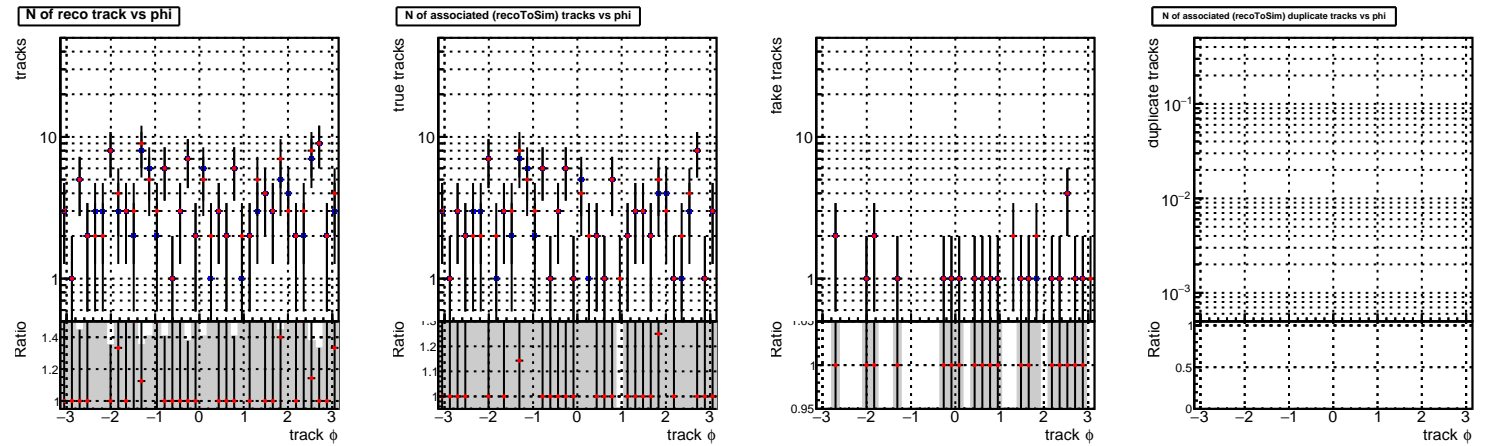 N of reco track vs phi
tracks
10
1
Ratio
1.4
1.2
1
−3 −2 −1 0 1 2 3
track ϕ
N of associated (recoToSim) tracks vs phi
true tracks
10
1
Ratio
1.3
1.2
1.1
1
−3 −2 −1 0 1 2 3
track ϕ
fake tracks
10
1
Ratio
1.05
1
0.95
−3 −2 −1 0 1 2 3
track ϕ
N of associated (recoToSim) duplicate tracks vs phi
duplicate tracks
10−1
10−2
10−3
Ratio
1
0.5
0
−3 −2 −1 0 1 2 3
track ϕ